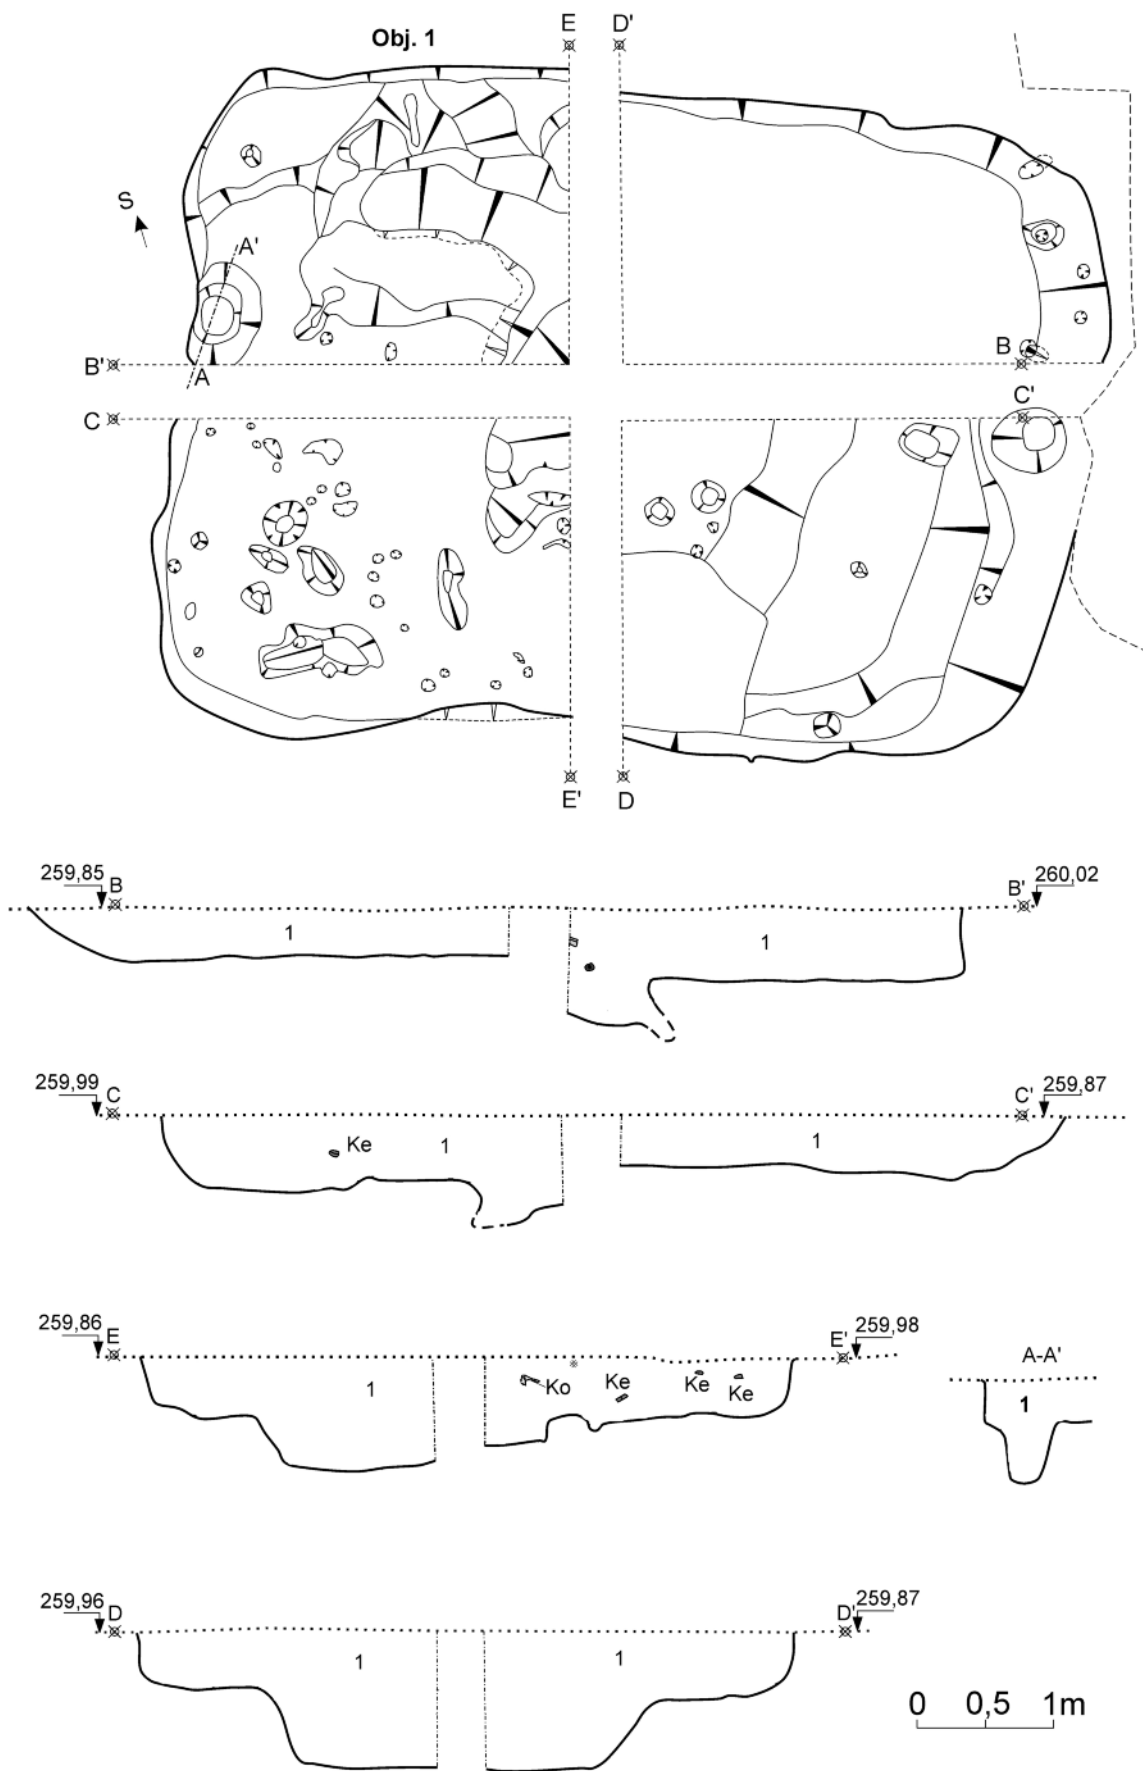 Obj. 1
E D'
S
A'
B' A B
C C'
E' D
259,85 B B' 260,02
1 1
259,99 C C' 259,87
Ke 1 1
259,86 E E' 259,98
A-A'
1 Ko Ke Ke Ke 1
259,96 D D' 259,87
1 1
0 0,5 1m